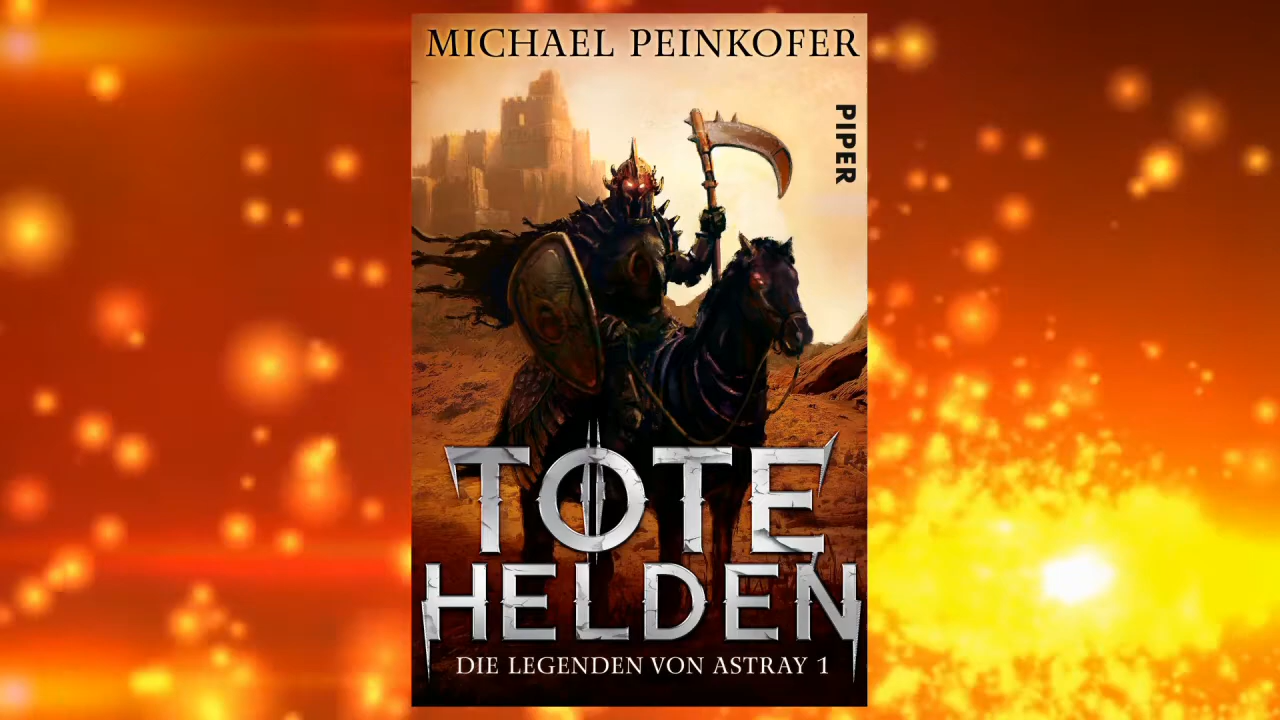 MICHAEL PEINKOFER
PIPER
TOTE
HELDEN
DIE LEGENDEN VON ASTRAY 1